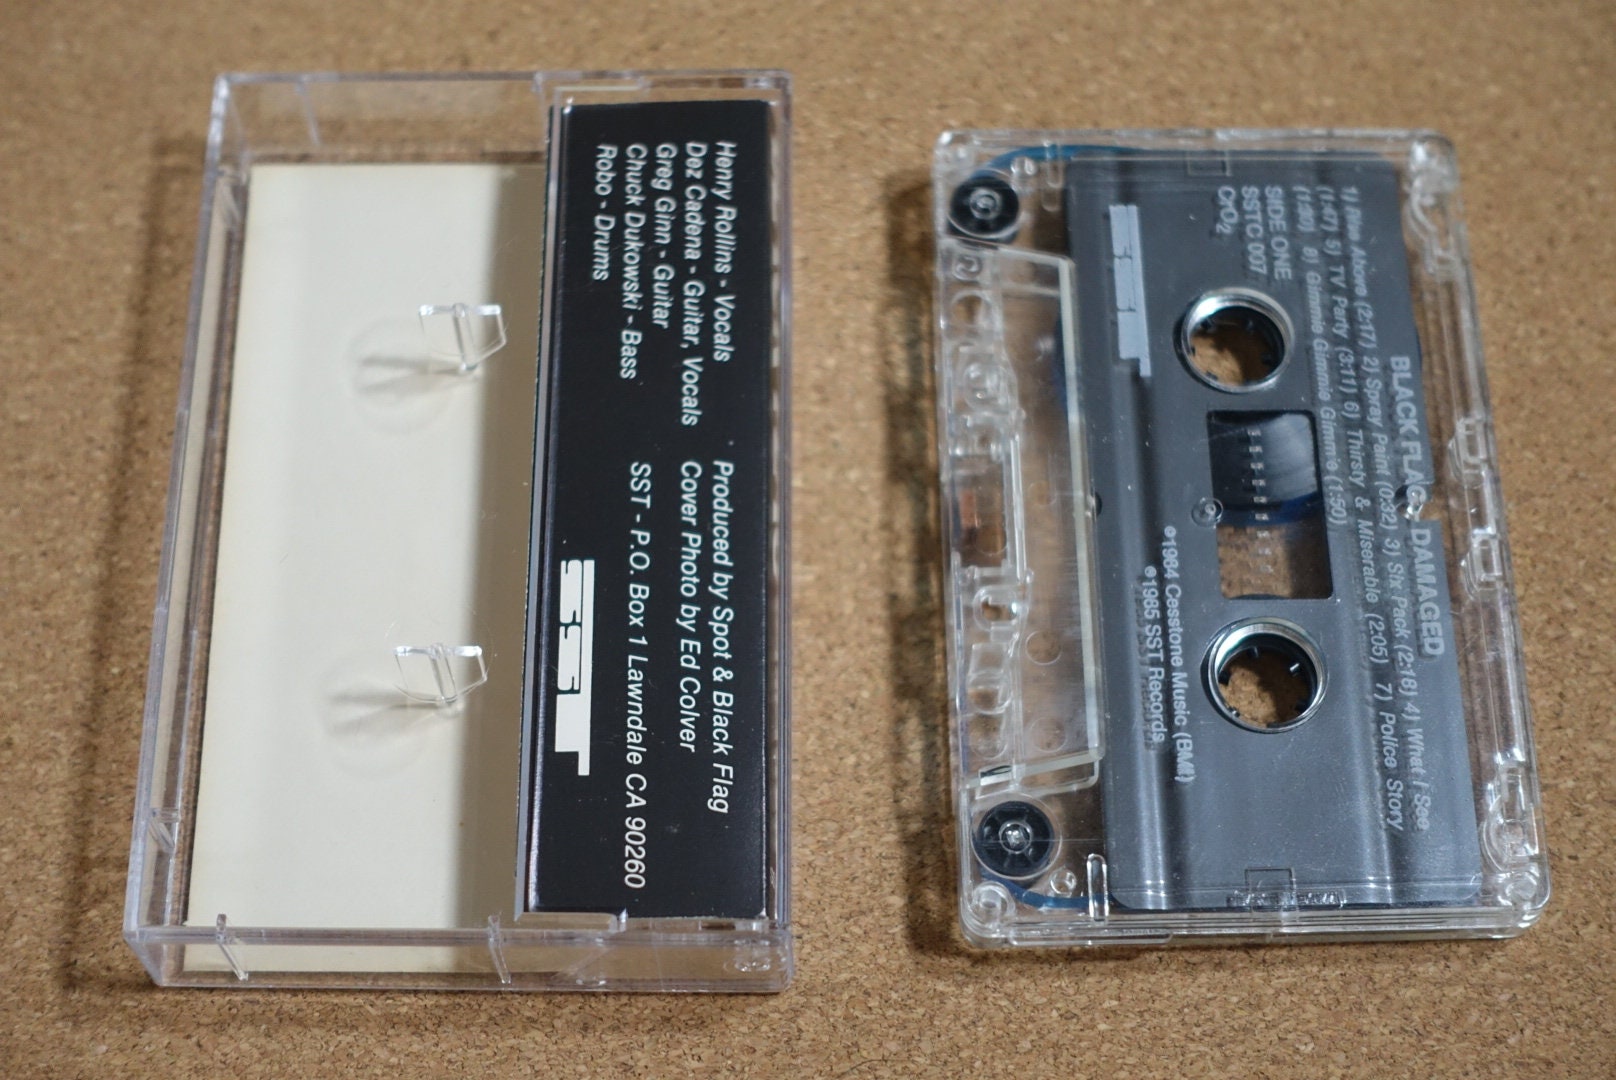 Henry Rollins - Vocals
Dez Cadena - Guitar, Vocals
Greg Ginn - Guitar
Chuck Dukowski - Bass
Robo - Drums
Produced by Spot & Black Flag
Cover Photo by Ed Colver
SST - P.O. Box 1 Lawndale CA 90260
SST
BLACK FLAG, DAMAGED
1) Rise Above (2:17) 2) Spray Paint (0:32) 3) Six Pack (2:18) 4) What I See
(1:47) 5) TV Party (3:11) 6) Thirsty & Miserable (2:05) 7) Police Story
(1:30) 8) Gimmie Gimmie Gimmie (1:50)
SIDE ONE
SSTC 007
CrO2
SST
©1984 Cesstone Music (BMI)
℗1985 SST Records